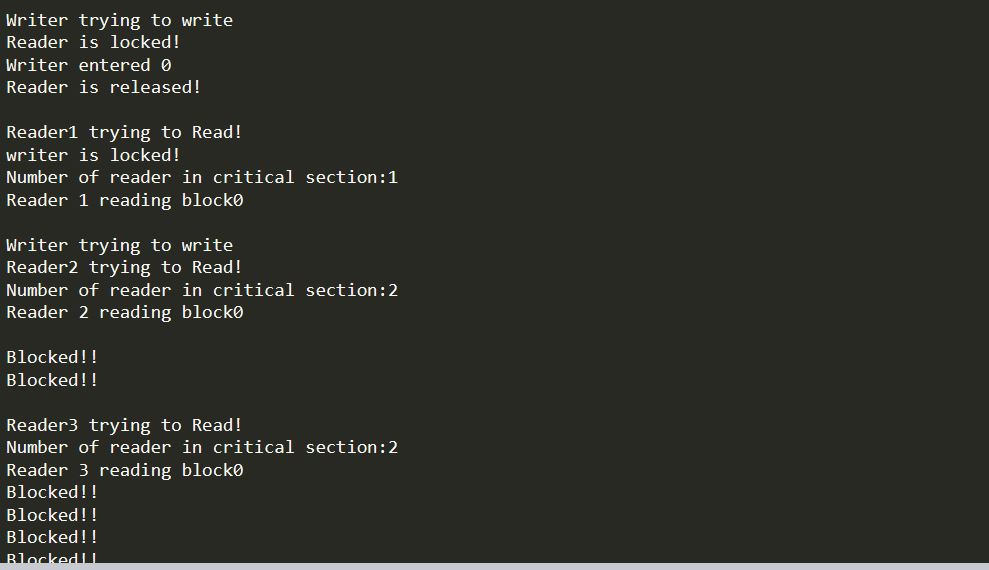 Writer trying to write
Reader is locked!
Writer entered 0
Reader is released!
Reader1 trying to Read!
writer is locked!
Number of reader in critical section:1
Reader 1 reading block0
Writer trying to write
Reader2 trying to Read!
Number of reader in critical section:2
Reader 2 reading block0
Blocked!!
Blocked!!
Reader3 trying to Read!
Number of reader in critical section:2
Reader 3 reading block0
Blocked!!
Blocked!!
Blocked!!
Blocked!!